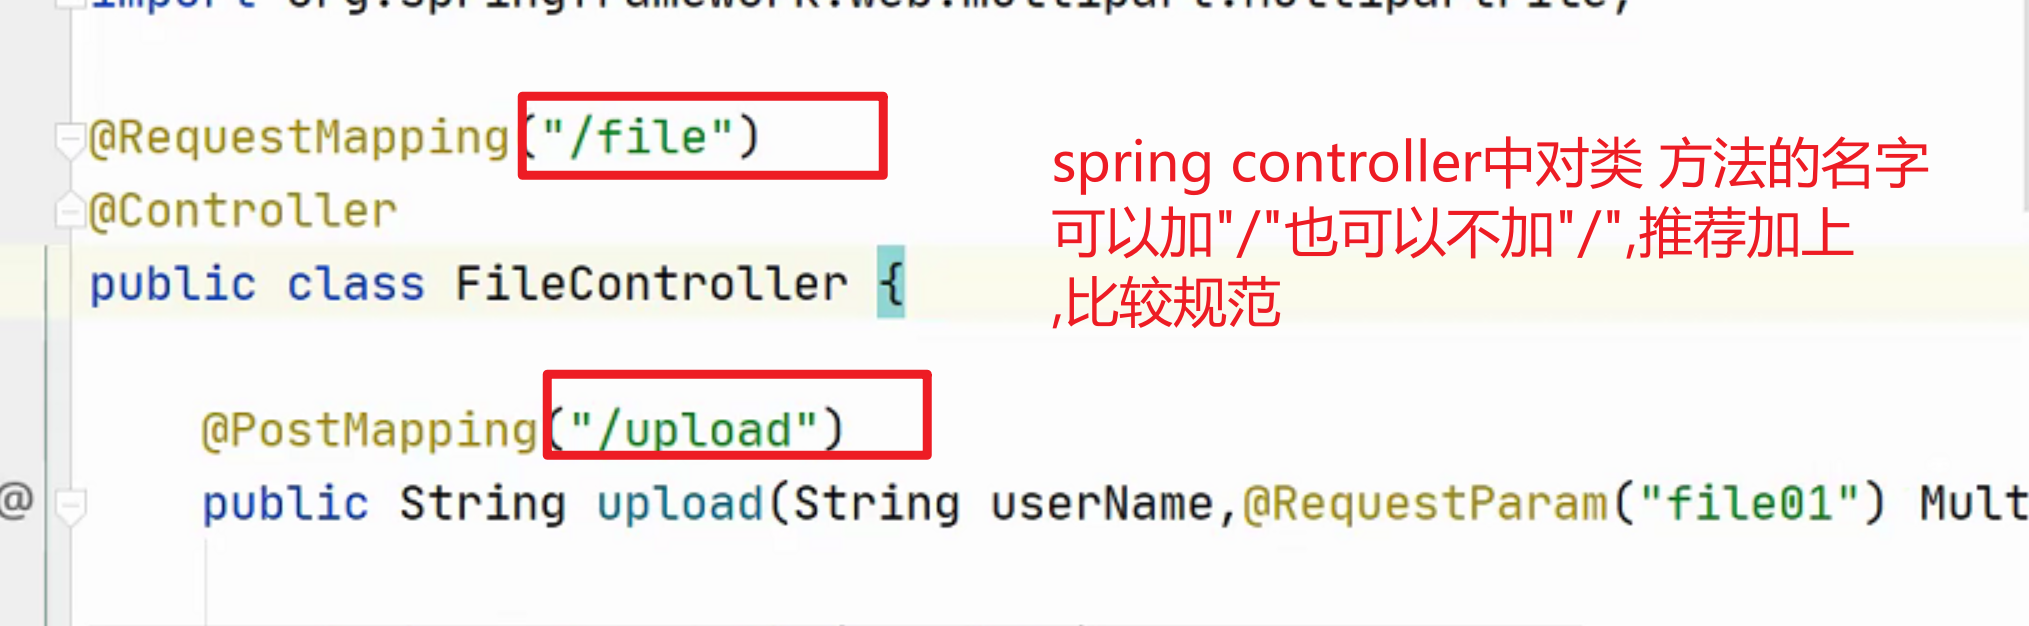 import org.springframework.web.multipart.MultipartFile;
@RequestMapping("/file")
@Controller
public class FileController {
spring controller中对类 方法的名字
可以加"/"也可以不加"/",推荐加上
,比较规范
@PostMapping("/upload")
@
public String upload(String userName,@RequestParam("file01") Mult